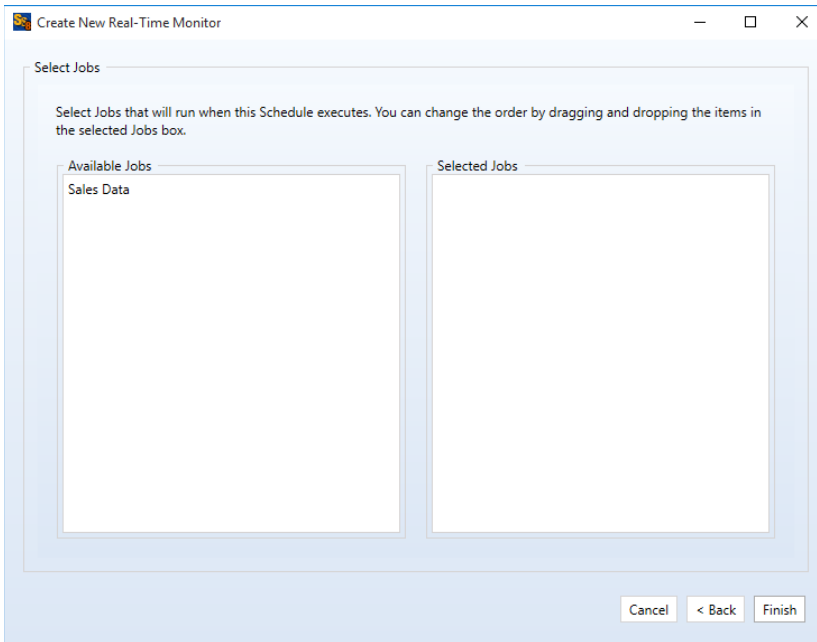 Create New Real-Time Monitor
Select Jobs
Select Jobs that will run when this Schedule executes. You can change the order by dragging and dropping the items in
the selected Jobs box.
Available Jobs
Selected Jobs
Sales Data
Cancel
< Back
Finish